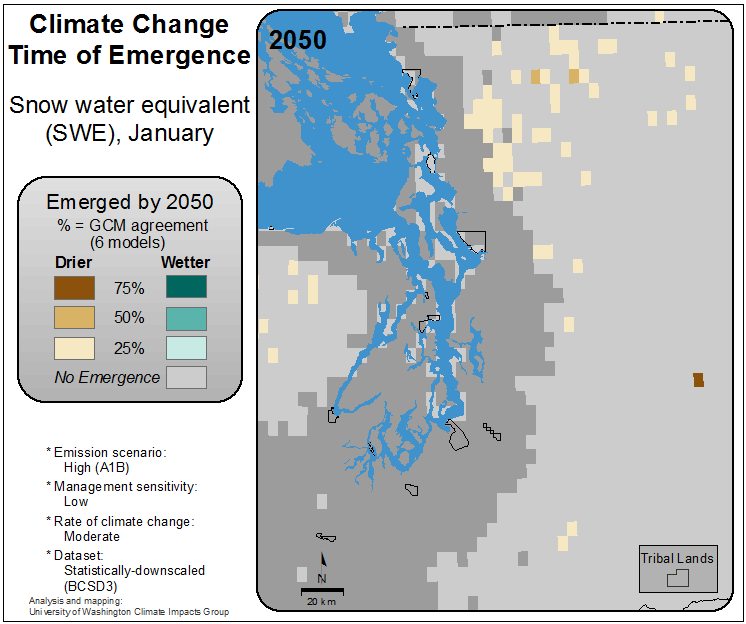 Climate Change
Time of Emergence
Snow water equivalent
(SWE), January
Emerged by 2050
% = GCM agreement
(6 models)
Drier Wetter
75%
50%
25%
No Emergence
* Emission scenario:
High (A1B)
* Management sensitivity:
Low
* Rate of climate change:
Moderate
* Dataset:
Statistically-downscaled
(BCSD3)
Analysis and mapping:
University of Washington Climate Impacts Group
2050
N
20 km
Tribal Lands